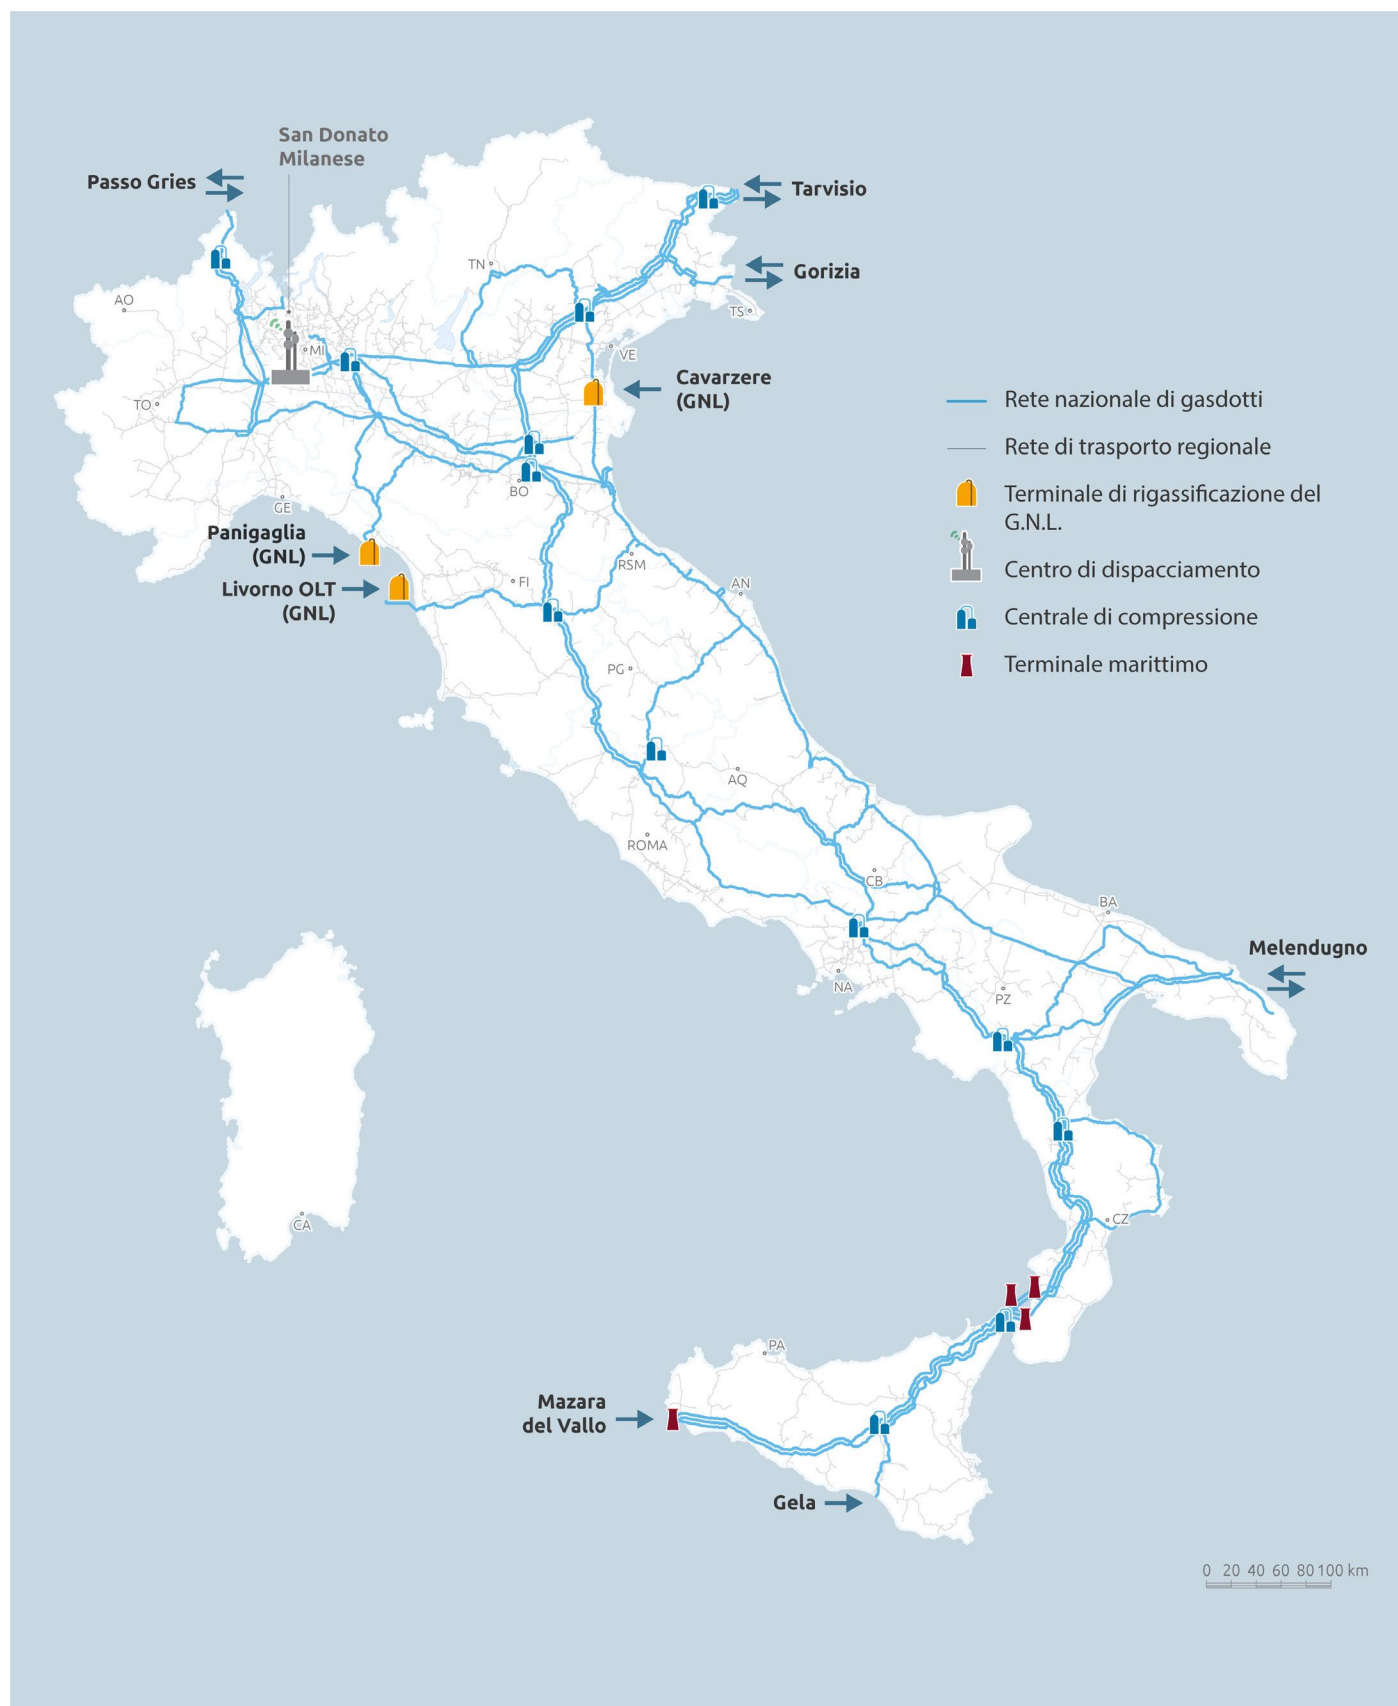 San Donato
Milanese
Passo Gries
Tarvisio
TN
Gorizia
AO
TS
MI
VE
Cavarzere
(GNL)
TO
Rete nazionale di gasdotti
Rete di trasporto regionale
Terminale di rigassificazione del
G.N.L.
Centro di dispacciamento
Centrale di compressione
Terminale marittimo
BO
GE
Panigaglia
(GNL)
RSM
FI
AN
Livorno OLT
(GNL)
PG
AQ
ROMA
CB
BA
Melendugno
NA
PZ
CA
CZ
PA
Mazara
del Vallo
Gela
0 20 40 60 80 100 km